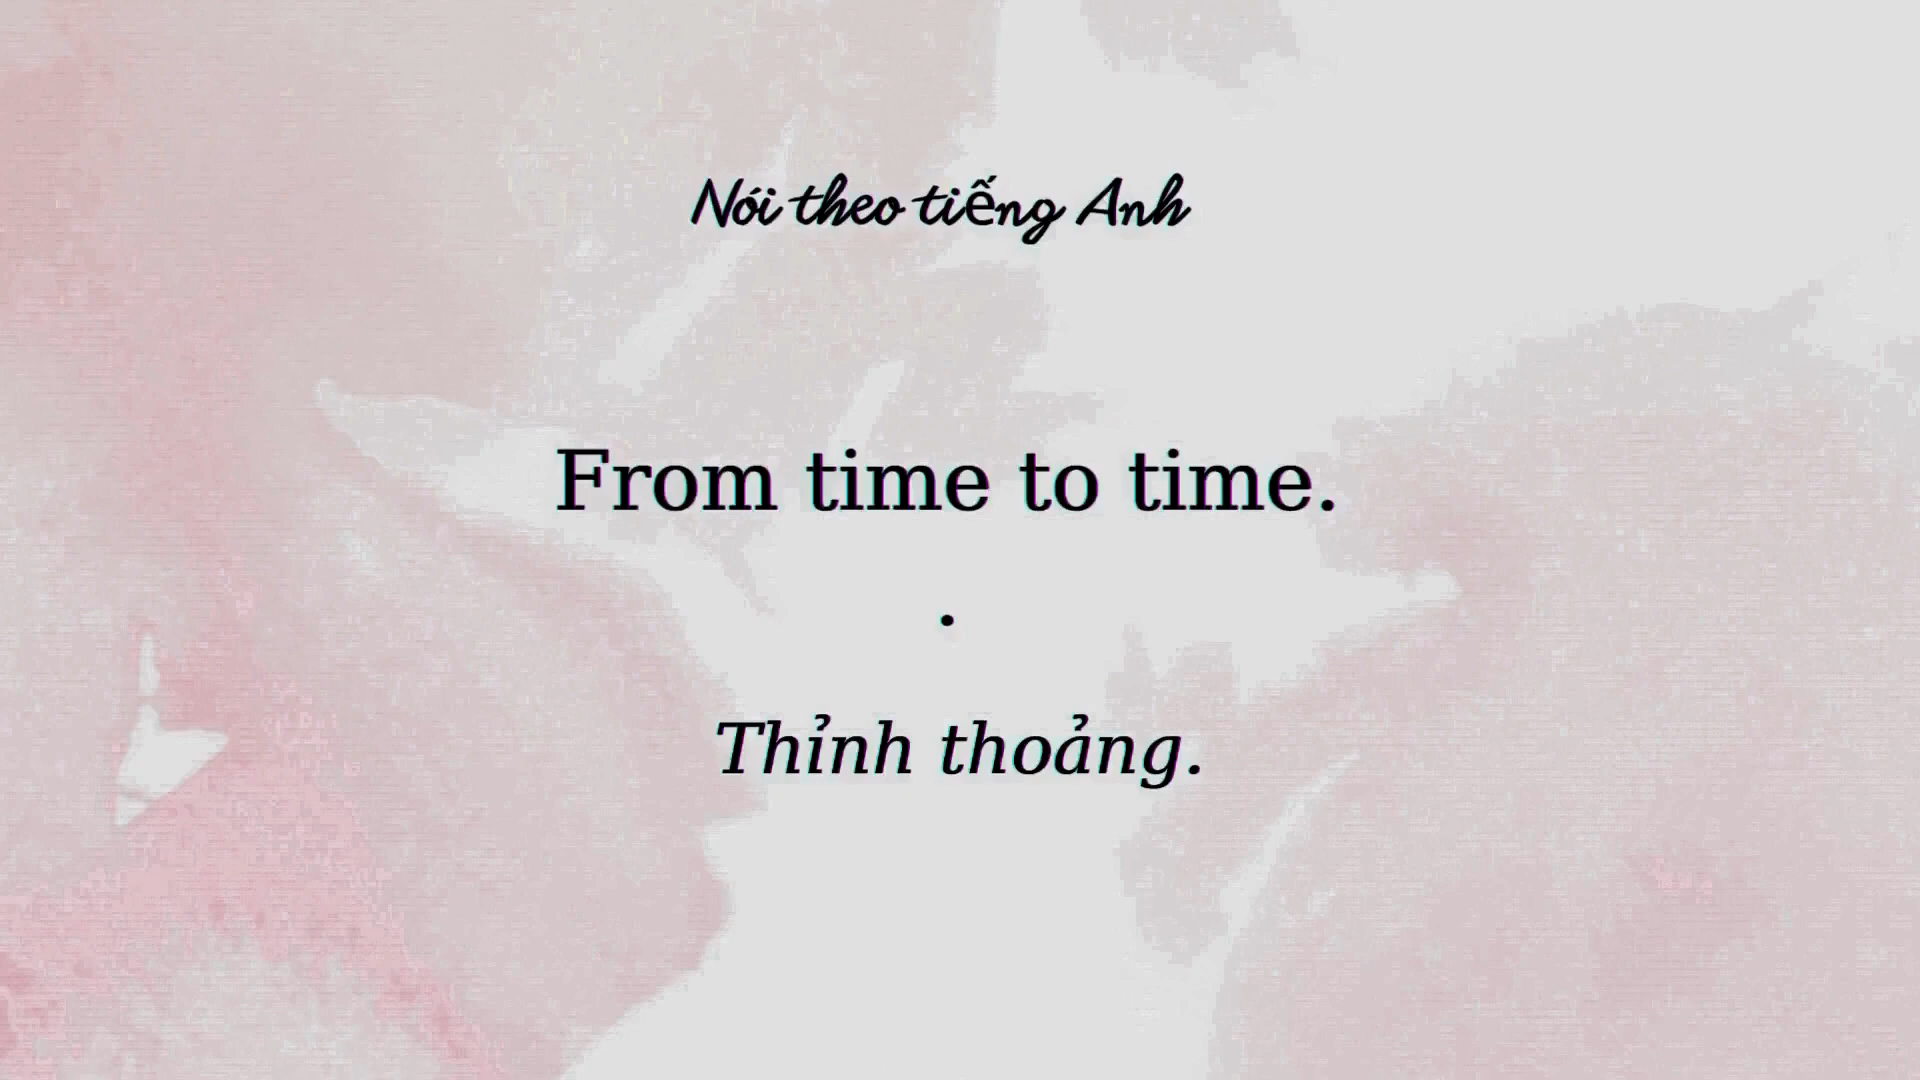 Nói theo tiếng Anh
From time to time.
.
Thỉnh thoảng.